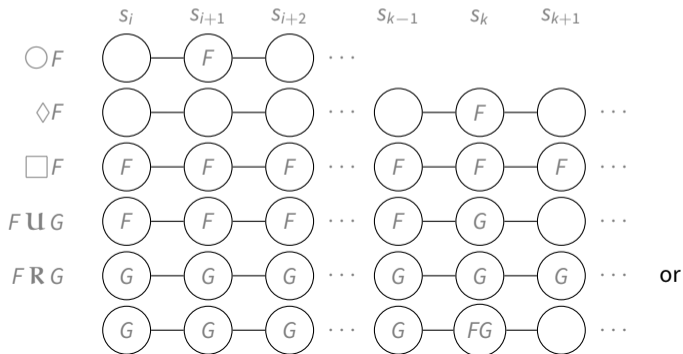 s_i s_{i+1} s_{i+2} s_{k−1} s_k s_{k+1}
○F F ···
◇F ··· F ···
□F F F F ··· F F F ···
F U G F F F ··· F G ···
F R G G G G ··· G G G ··· or
G G G ··· G FG ···